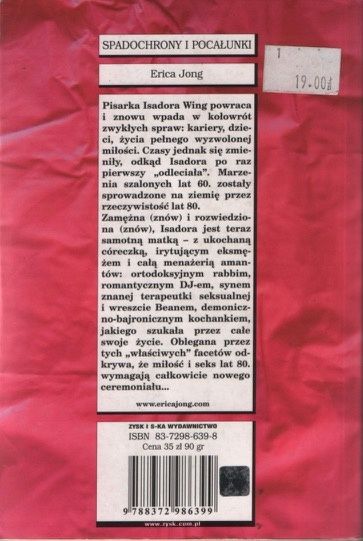 SPADOCHRONY I POCAŁUNKI
1
19.00zł
Erica Jong
Pisarka Isadora Wing powraca
i znowu wpada w kołowrót
zwykłych spraw: kariery, dzie-
ci, życia pełnego wyzwolonej
miłości. Czasy jednak się zmie-
niły, odkąd Isadora po raz
pierwszy „odleciała”. Marze-
nia szalonych lat 60. zostały
sprowadzone na ziemię przez
rzeczywistość lat 80.
Zamężna (znów) i rozwiedzio-
na (znów), Isadora jest teraz
samotną matką – z ukochaną
córeczką, irytującym eksmę-
żem i całą menażerią aman-
tów: ortodoksyjnym rabbim,
romantycznym DJ-em, synem
znanej terapeutki seksualnej
i wreszcie Beanem, demonicz-
no-bajronicznym kochankiem,
jakiego szukała przez całe
swoje życie. Oblegana przez
tych „właściwych” facetów od-
krywa, że miłość i seks lat 80.
wymagają całkowicie nowego
ceremoniału...
www.ericajong.com
ZYSK I S-KA WYDAWNICTWO
ISBN 83-7298-639-8
Cena 35 zł 90 gr
9 788372 986399
www.zysk.com.pl